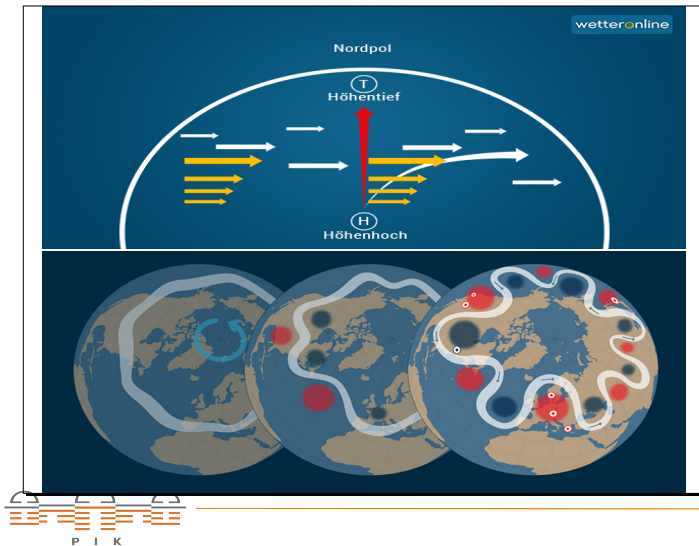 wetteronline
Nordpol
T
Höhentief
H
Höhenhoch
P I K